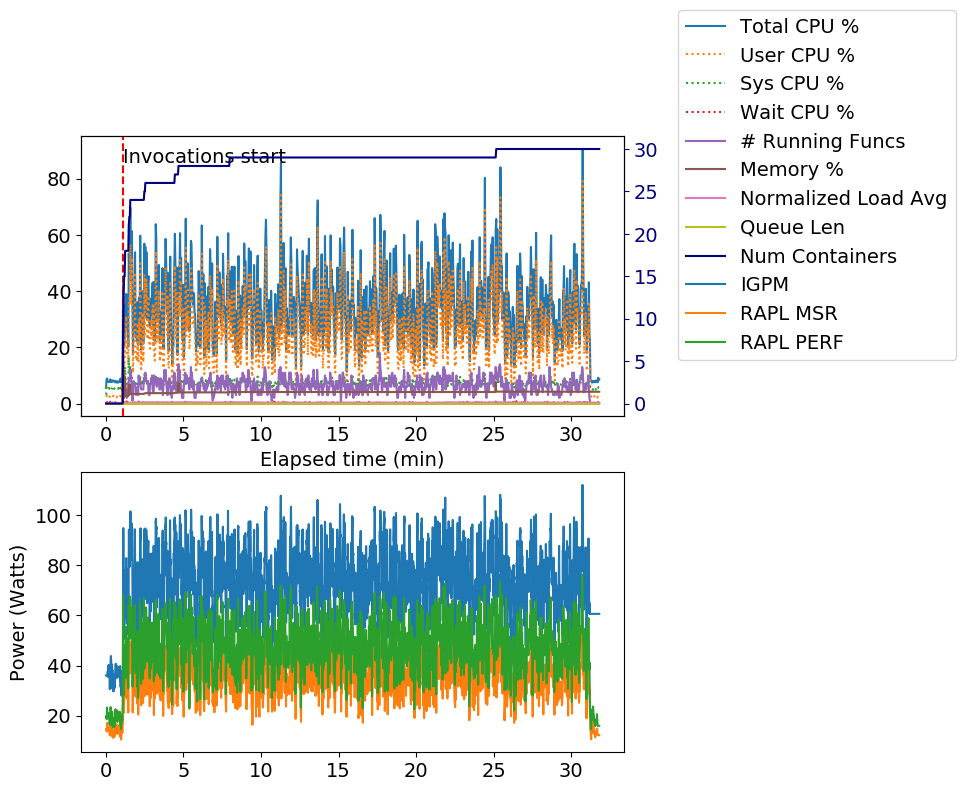 Total CPU %
User CPU %
Sys CPU %
Wait CPU %
# Running Funcs
Memory %
Normalized Load Avg
Queue Len
Num Containers
IGPM
RAPL MSR
RAPL PERF
Invocations start
80
60
40
20
0
30
25
20
15
10
5
0
0 5 10 15 20 25 30
Elapsed time (min)
Power (Watts)
100
80
60
40
20
0 5 10 15 20 25 30